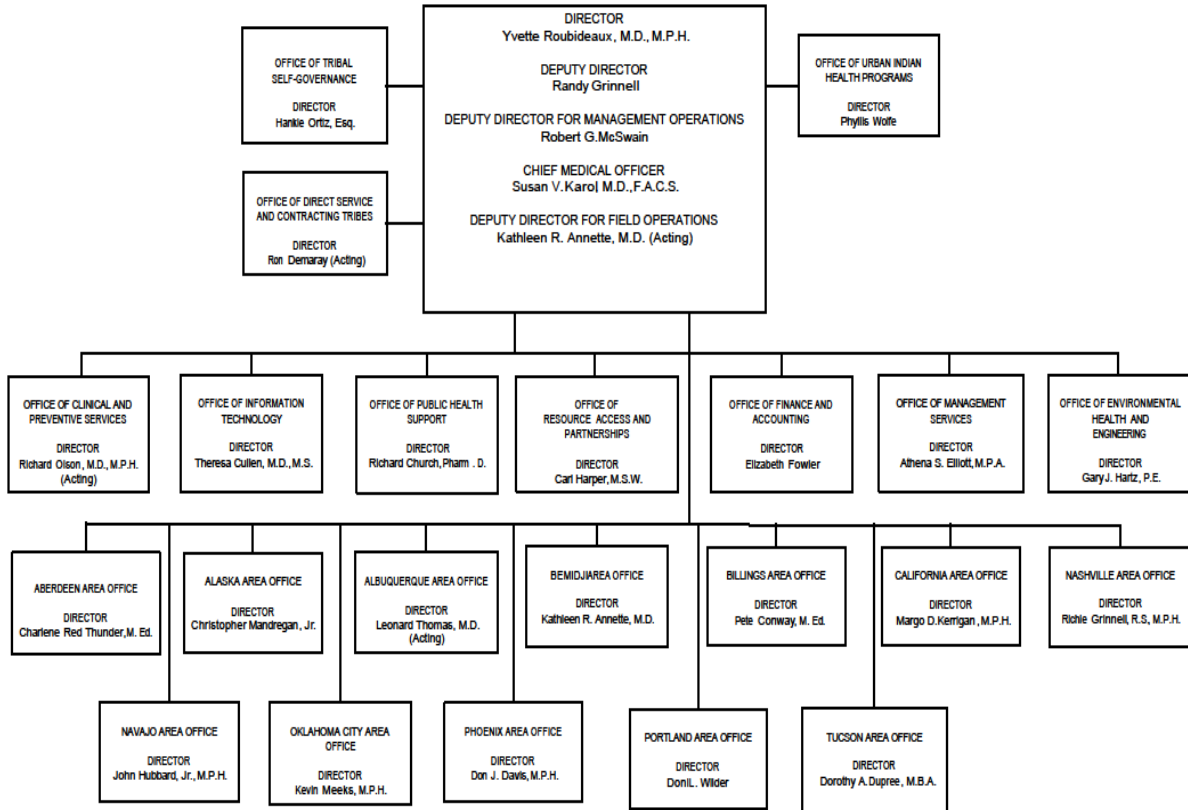 DIRECTOR
Yvette Roubideaux, M.D., M.P.H.
DEPUTY DIRECTOR
Randy Grinnell
DEPUTY DIRECTOR FOR MANAGEMENT OPERATIONS
Robert G.McSwain
CHIEF MEDICAL OFFICER
Susan V.Karol M.D.,F.A.C.S.
DEPUTY DIRECTOR FOR FIELD OPERATIONS
Kathleen R. Annette, M.D. (Acting)
OFFICE OF TRIBAL
SELF-GOVERNANCE
DIRECTOR
Hankie Ortiz, Esq.
OFFICE OF URBAN INDIAN
HEALTH PROGRAMS
DIRECTOR
Phyllis Wolfe
OFFICE OF DIRECT SERVICE
AND CONTRACTING TRIBES
DIRECTOR
Ron Demaray (Acting)
OFFICE OF CLINICAL AND
PREVENTIVE SERVICES
DIRECTOR
Richard Olson, M.D., M.P.H.
(Acting)
OFFICE OF INFORMATION
TECHNOLOGY
DIRECTOR
Theresa Cullen, M.D., M.S.
OFFICE OF PUBLIC HEALTH
SUPPORT
DIRECTOR
Richard Church, Pharm . D.
OFFICE OF
RESOURCE ACCESS AND
PARTNERSHIPS
DIRECTOR
Carl Harper, M.S.W.
OFFICE OF FINANCE AND
ACCOUNTING
DIRECTOR
Elizabeth Fowler
OFFICE OF MANAGEMENT
SERVICES
DIRECTOR
Athena S. Elliott, M.P.A.
OFFICE OF ENVIRONMENTAL
HEALTH AND
ENGINEERING
DIRECTOR
Gary J. Hartz, P.E.
ABERDEEN AREA OFFICE
DIRECTOR
Charlene Red Thunder, M. Ed.
ALASKA AREA OFFICE
DIRECTOR
Christopher Mandregan, Jr.
ALBUQUERQUE AREA OFFICE
DIRECTOR
Leonard Thomas, M.D.
(Acting)
BEMIDJIAREA OFFICE
DIRECTOR
Kathleen R. Annette, M.D.
BILLINGS AREA OFFICE
DIRECTOR
Pete Conway, M. Ed.
CALIFORNIA AREA OFFICE
DIRECTOR
Margo D.Kerrigan, M.P.H.
NASHVILLE AREA OFFICE
DIRECTOR
Richie Grinnell, R.S, M.P.H.
NAVAJO AREA OFFICE
DIRECTOR
John Hubbard, Jr., M.P.H.
OKLAHOMA CITY AREA
OFFICE
DIRECTOR
Kevin Meeks, M.P.H.
PHOENIX AREA OFFICE
DIRECTOR
Don J. Davis, M.P.H.
PORTLAND AREA OFFICE
DIRECTOR
DoniL. Wilder
TUCSON AREA OFFICE
DIRECTOR
Dorothy A.Dupree, M.B.A.